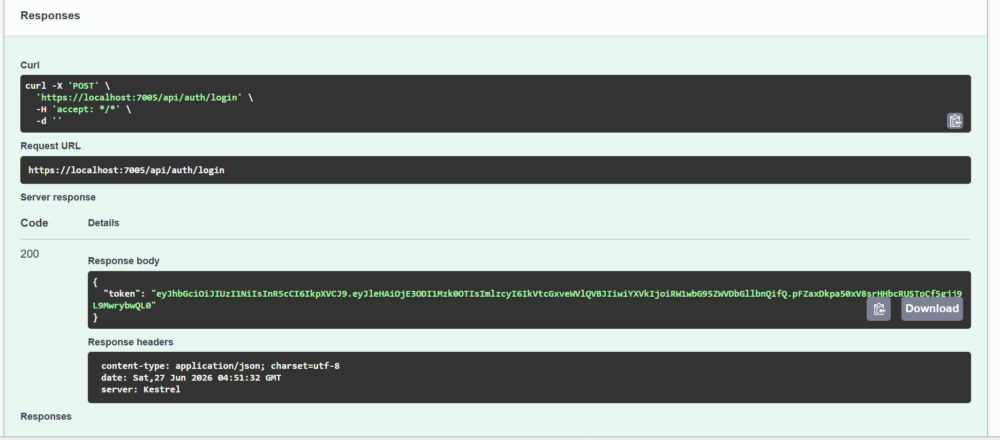 Responses
Curl
curl -X 'POST' \
'https://localhost:7005/api/auth/login' \
-H 'accept: */*' \
-d ''
Request URL
https://localhost:7005/api/auth/login
Server response
Code Details
200
Response body
{
"token": "eyJhbGciOiJIUzI1NiIsInR5cCI6IkpXVCJ9.eyJleHAiOjE3ODI1Mzk0OTIsImlzcyI6IkVtcGxveWVlQVBJIiwiYXVkIjoiRW1wbG95ZWVDbGllbnQifQ.pFZaxDkpa50xV8srHHbcRUSTpCf5gjj9
L9MwrybwQL0"
}
Download
Response headers
content-type: application/json; charset=utf-8
date: Sat,27 Jun 2026 04:51:32 GMT
server: Kestrel
Responses